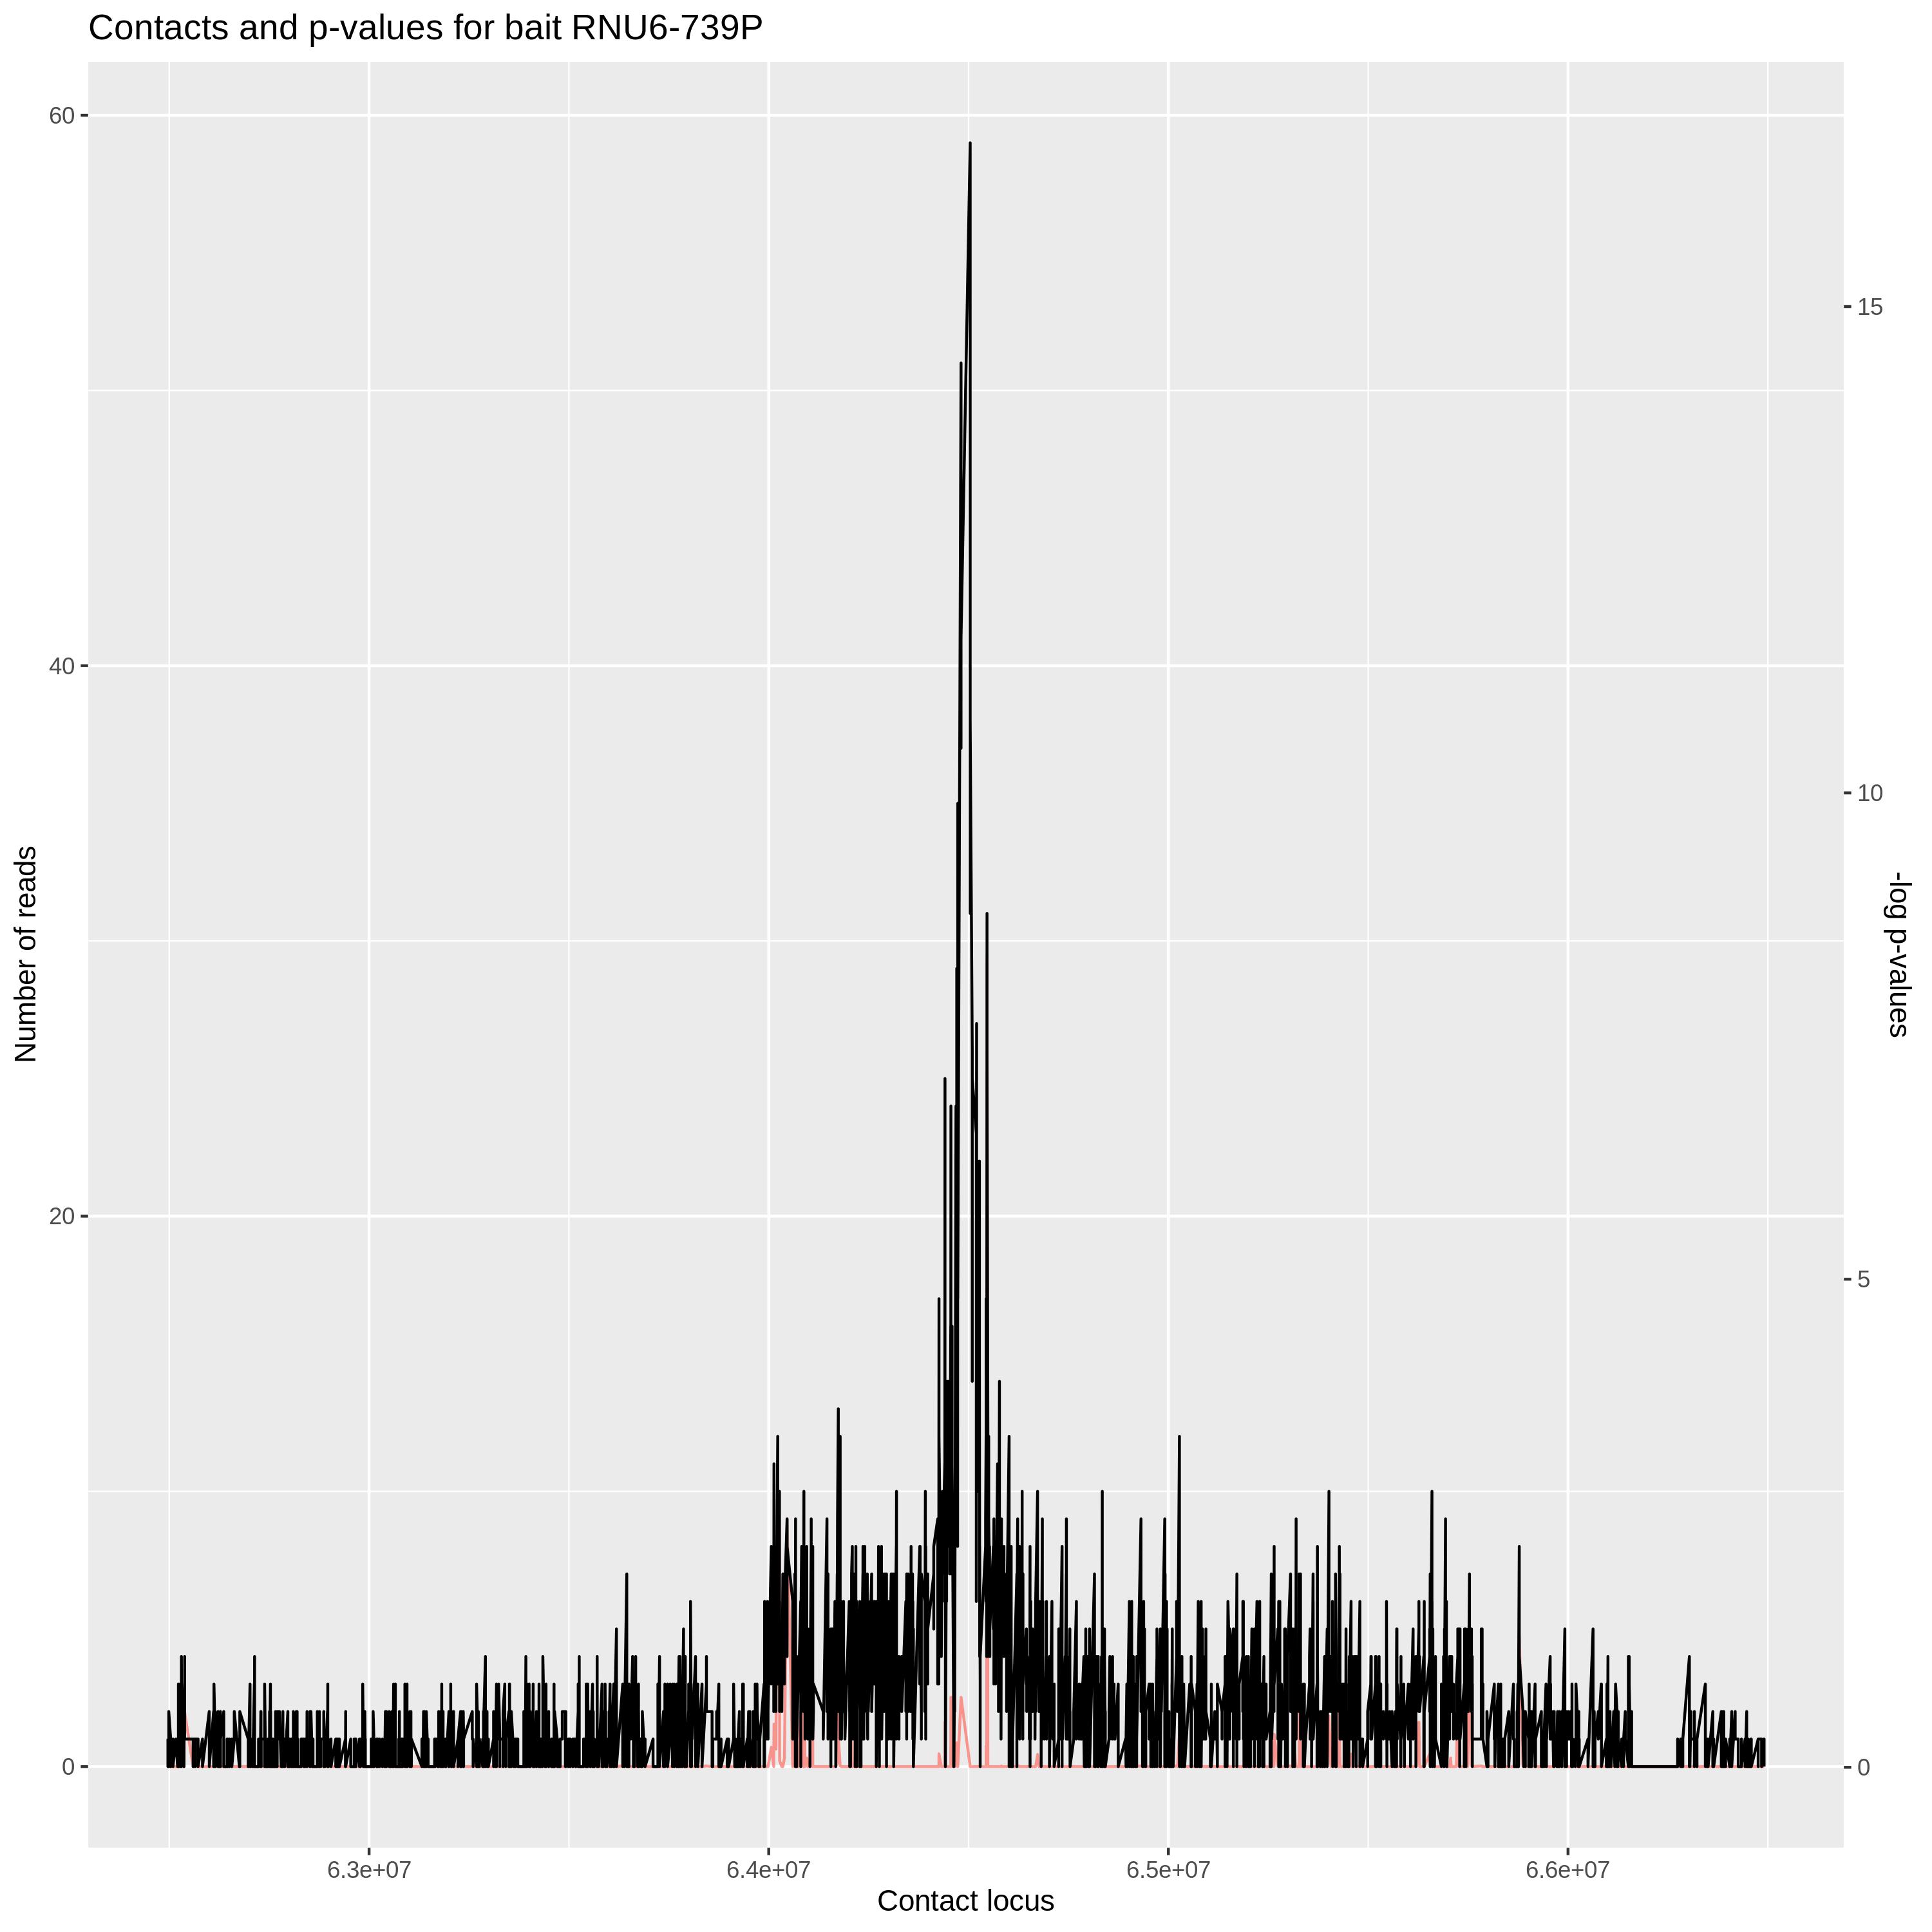 Contacts and p-values for bait RNU6-739P
60
40
20
0
Number of reads
15
10
5
0
-log p-values
6.3e+07 6.4e+07 6.5e+07 6.6e+07
Contact locus